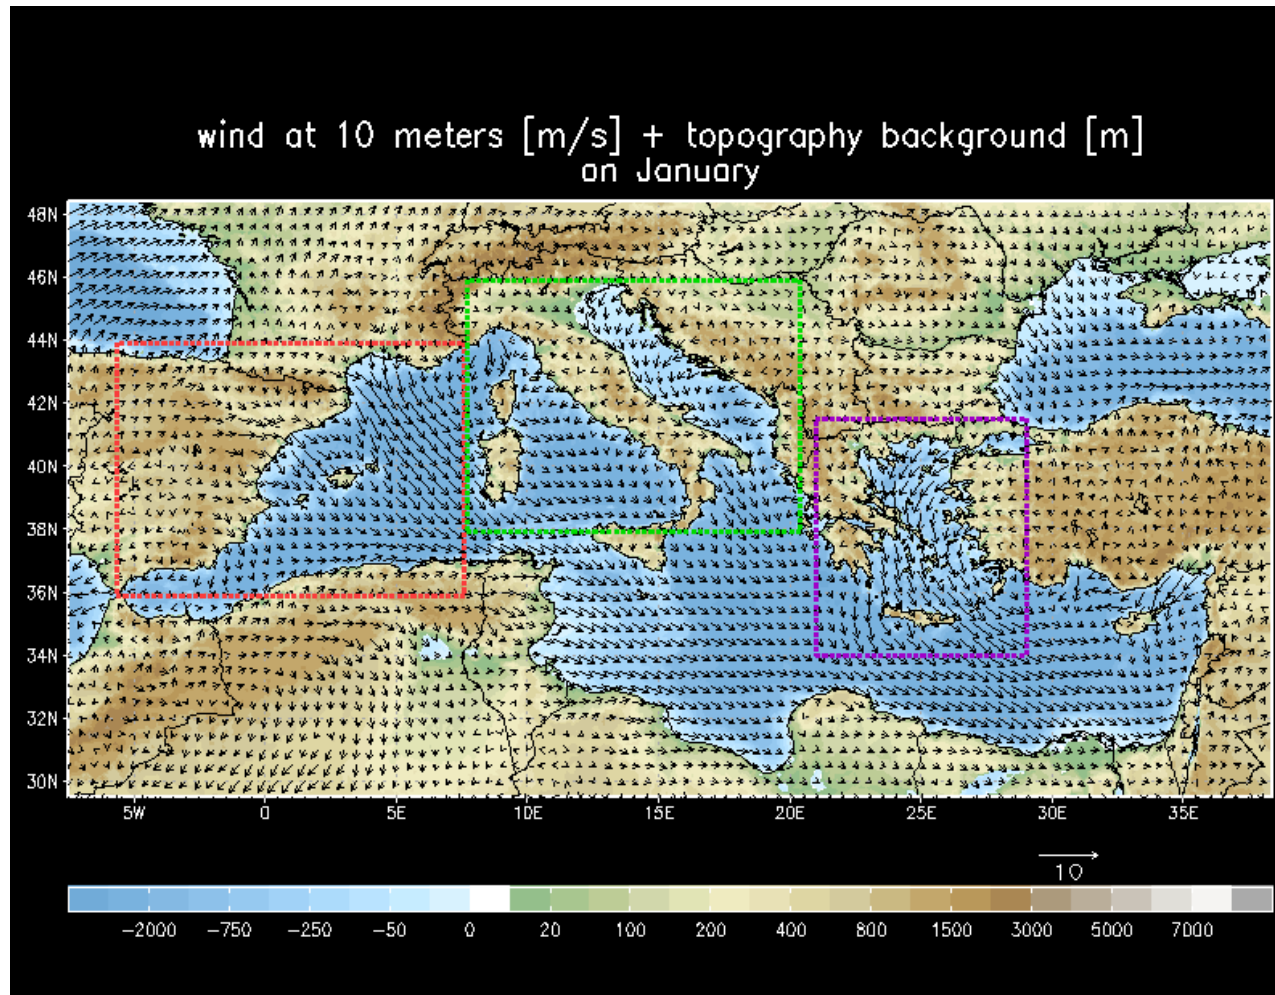 wind at 10 meters [m/s] + topography background [m]
on January
48N
46N
44N
42N
40N
38N
36N
34N
32N
30N
5W 0 5E 10E 15E 20E 25E 30E 35E
10
-2000 -750 -250 -50 0 20 100 200 400 800 1500 3000 5000 7000